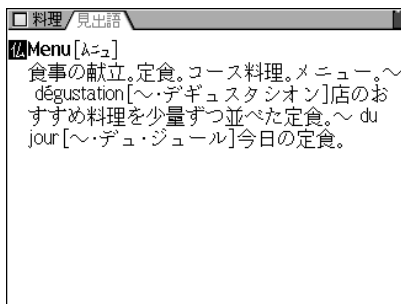 料理/見出語
仏Menu[ムニュ]
食事の献立。定食。コース料理。メニュー。～
dégustation[～・デギュスタシオン]店のお
すすめ料理を少量ずつ並べた定食。～ du
jour[～・デュ・ジュール]今日の定食。